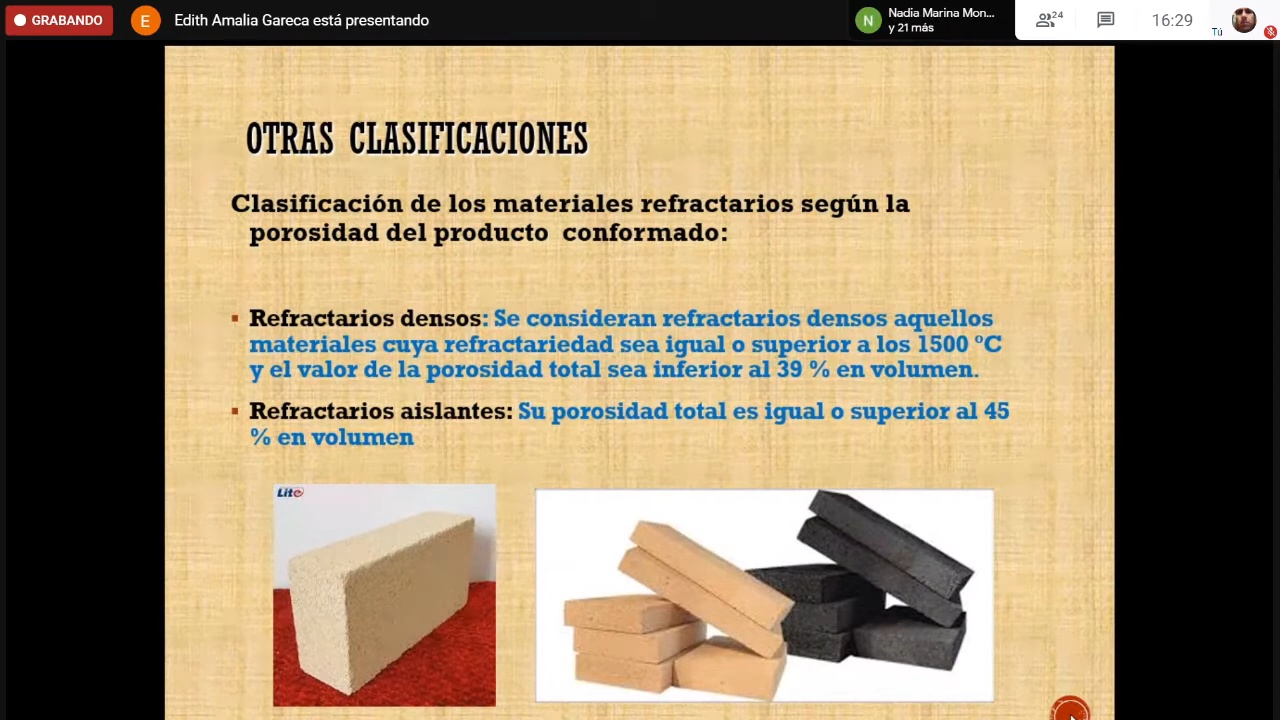 GRABANDO
E
Edith Amalia Gareca está presentando
N
Nadia Marina Mon...
y 21 más
24
16:29
Tú
OTRAS CLASIFICACIONES
Clasificación de los materiales refractarios según la
porosidad del producto conformado:
▪ Refractarios densos: Se consideran refractarios densos aquellos
materiales cuya refractariedad sea igual o superior a los 1500 °C
y el valor de la porosidad total sea inferior al 39 % en volumen.
▪ Refractarios aislantes: Su porosidad total es igual o superior al 45
% en volumen
Lite